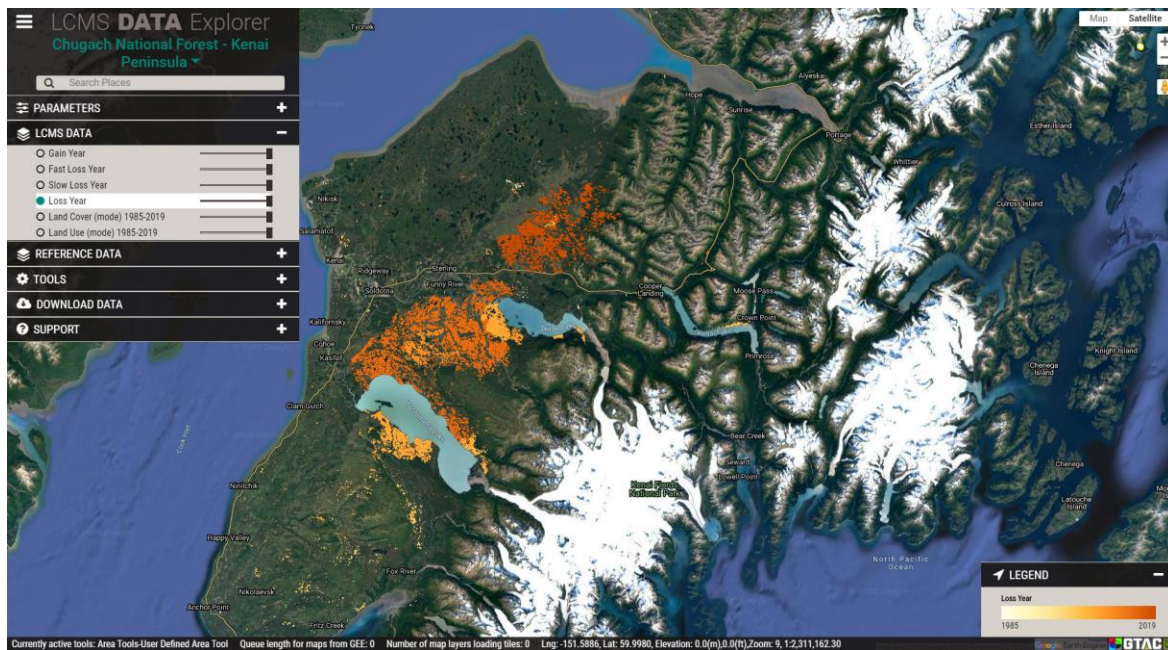 LCMS DATA Explorer
Chugach National Forest - Kenai
Peninsula
Search Places
PARAMETERS
LCMS DATA
Gain Year
Fast Loss Year
Slow Loss Year
Loss Year
Land Cover (mode) 1985-2019
Land Use (mode) 1985-2019
REFERENCE DATA
TOOLS
DOWNLOAD DATA
SUPPORT
Map Satellite
Tyonek
Alyeska
Hope
Sunrise
Portage
Esther Island
Whittier
Culross Island
Nikiski
Salamatof
Kenai
Ridgeway
Sterling
Soldotna
Funny River
Cooper
Landing
Moose Pass
Kalifornsky
Crown Point
Cohoe
Kasilof
Primrose
Knight Island
Chenega
Island
Clam Gulch
Bear Creek
Seward
Lowell Point
Ninilchik
Kenai Fjords
National Park
Chenega
Latouche
Island
Happy Valley
North Pacific
Ocean
Fox River
Nikolaevsk
Anchor Point
Fritz Creek
LEGEND
Loss Year
1985 2019
Currently active tools: Area Tools-User Defined Area Tool Queue length for maps from GEE: 0 Number of map layers loading tiles: 0 Lng: -151.5886, Lat: 59.9980, Elevation: 0.0(m),0.0(ft),Zoom: 9, 1:2,311,162.30
Google Earth Engine GTAC